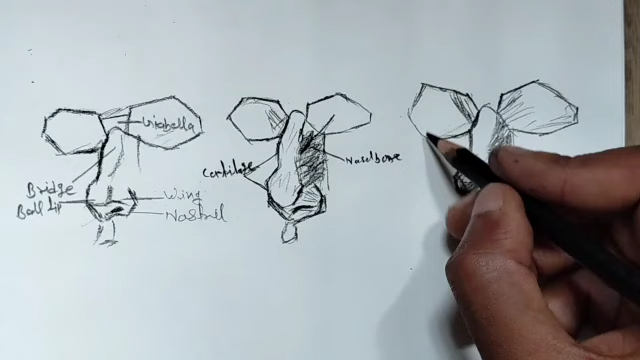 Glabella
Bridge
Ball tip
Wing
Nostril
Cartilage
Nasal bone